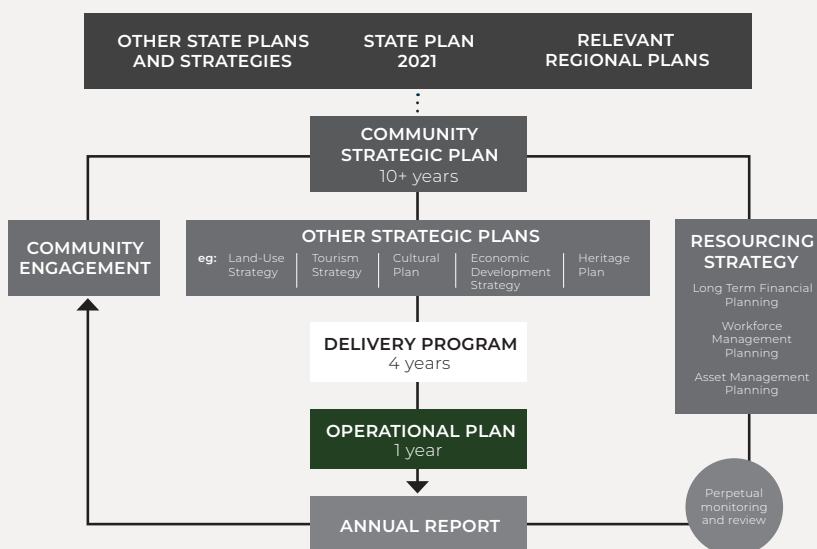 OTHER STATE PLANS
AND STRATEGIES
STATE PLAN
2021
RELEVANT
REGIONAL PLANS
COMMUNITY
STRATEGIC PLAN
10+ years
COMMUNITY
ENGAGEMENT
OTHER STRATEGIC PLANS
eg:
Land-Use
Strategy
Tourism
Strategy
Cultural
Plan
Economic
Development
Strategy
Heritage
Plan
RESOURCING
STRATEGY
Long Term Financial
Planning
Workforce
Management
Planning
Asset Management
Planning
DELIVERY PROGRAM
4 years
OPERATIONAL PLAN
1 year
ANNUAL REPORT
Perpetual
monitoring
and review